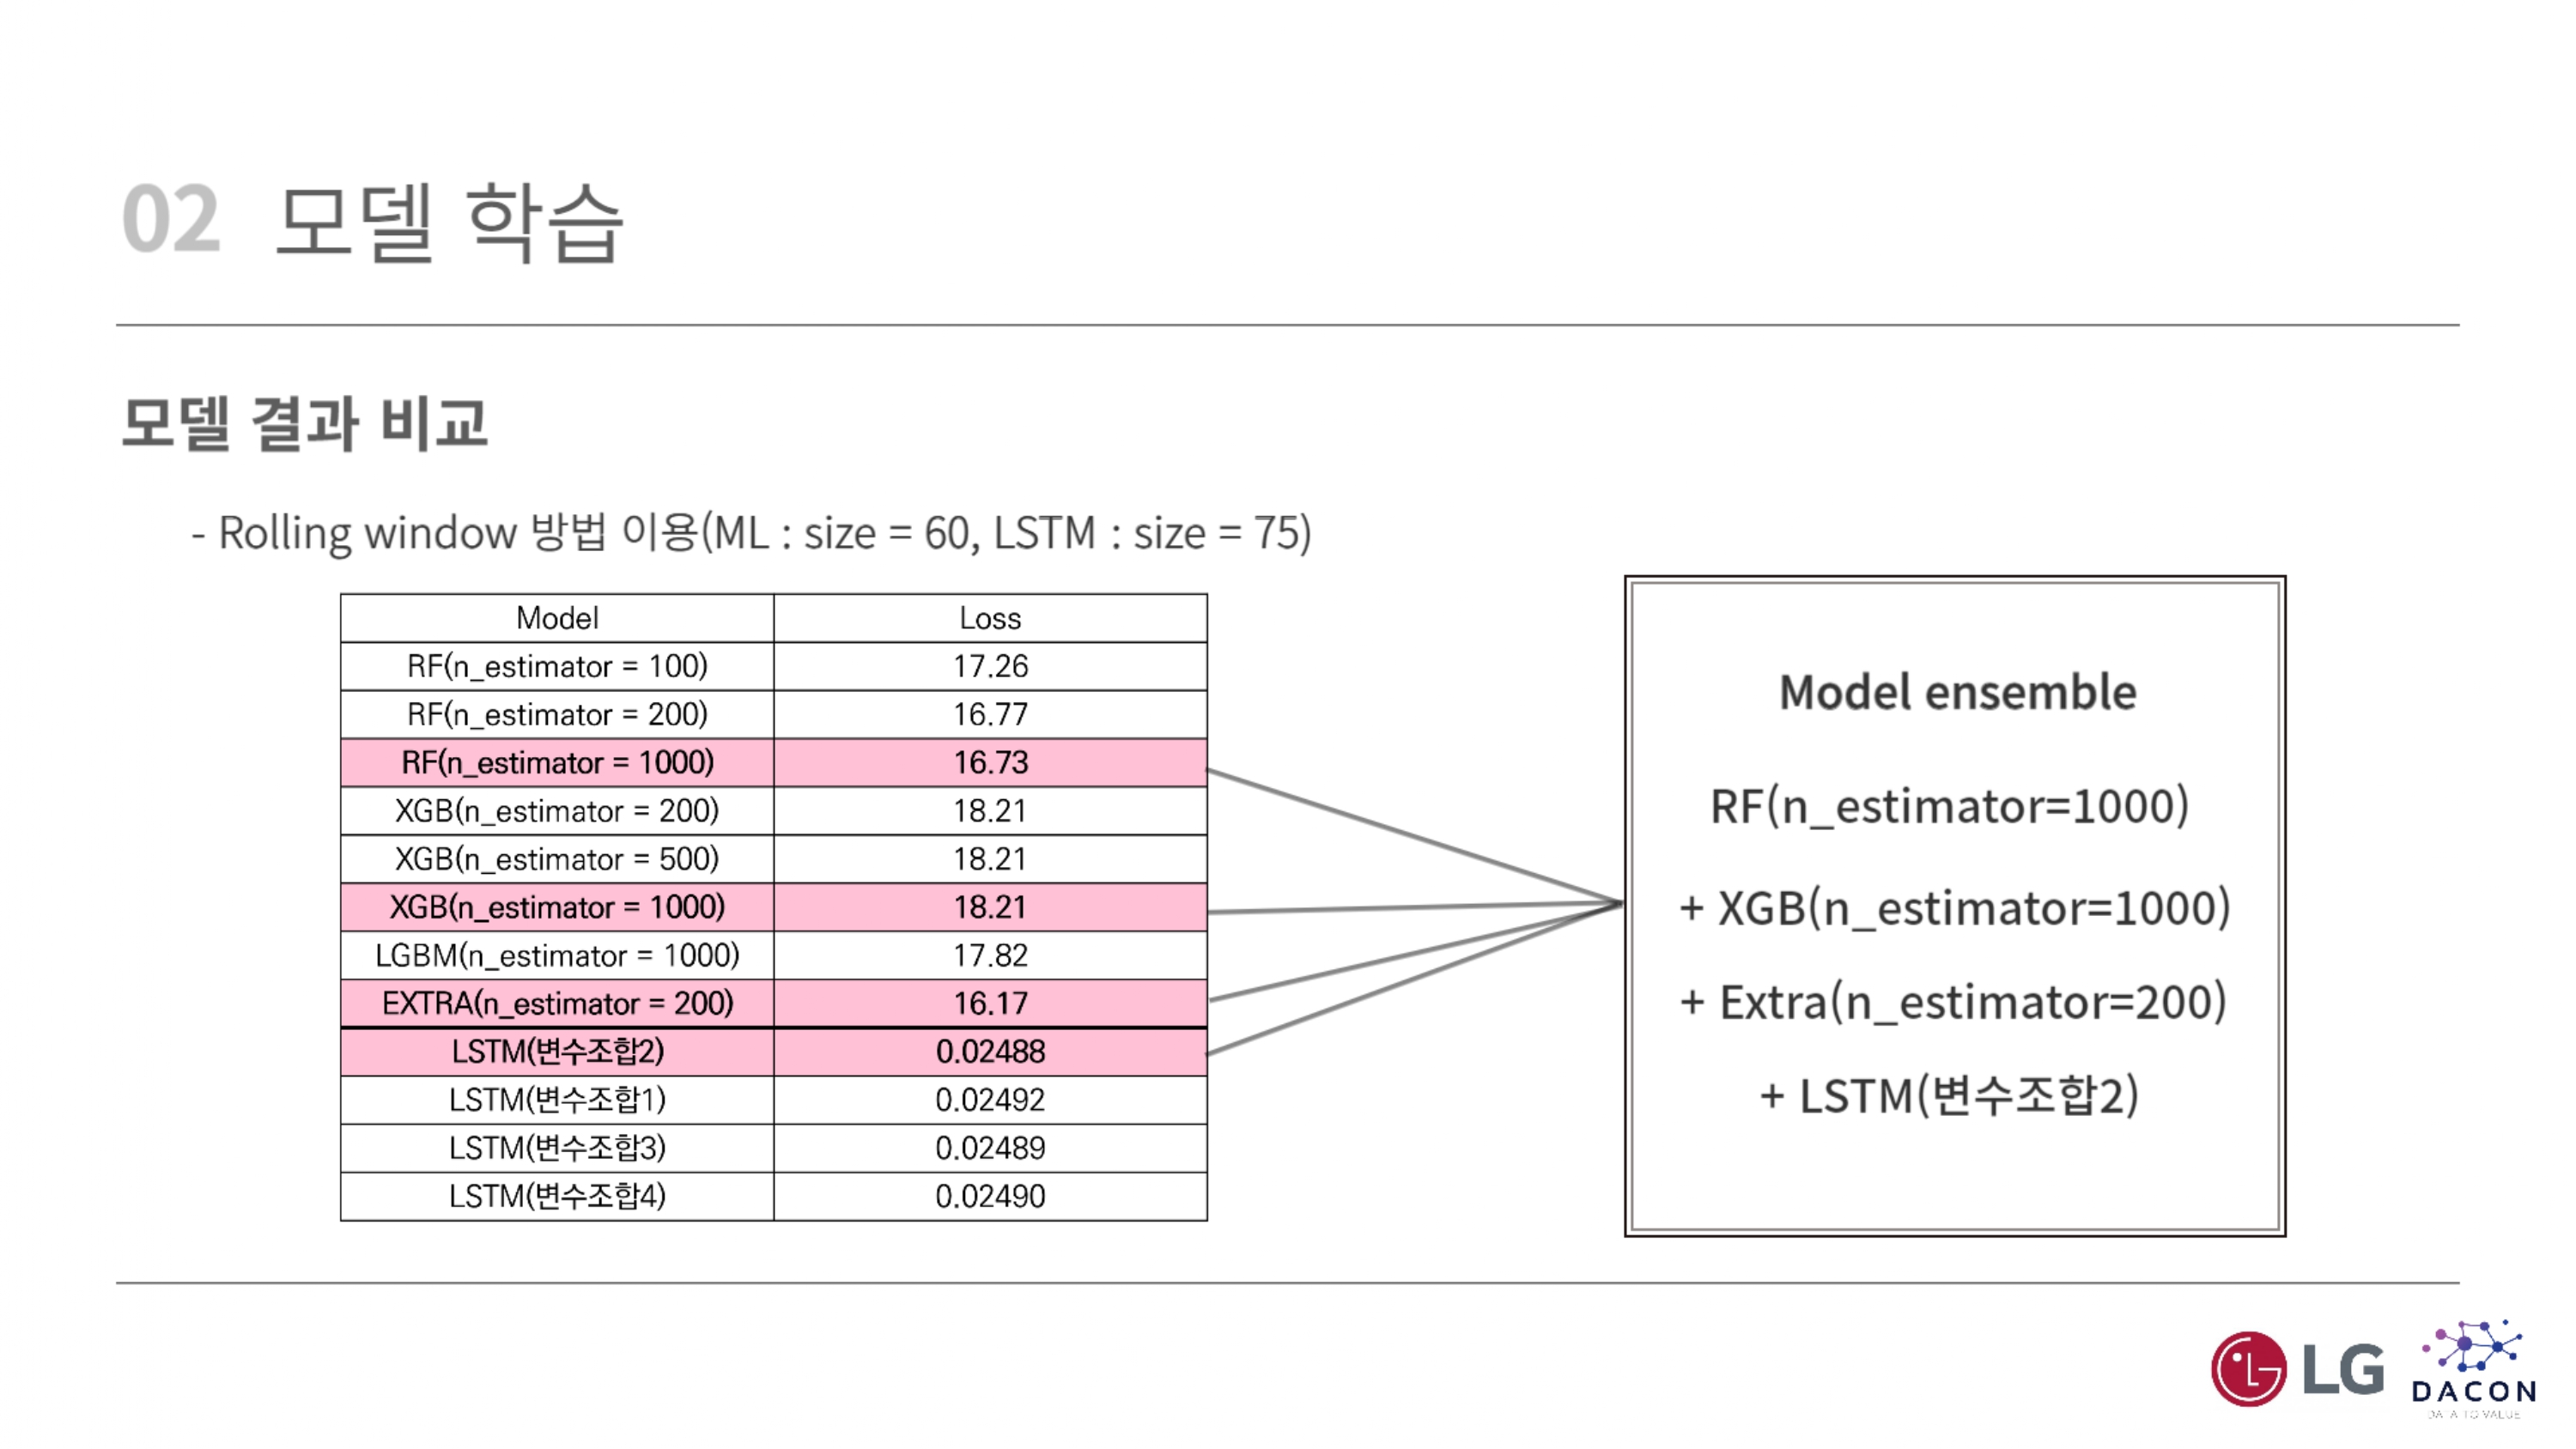 02 모델 학습
모델 결과 비교
- Rolling window 방법 이용(ML : size = 60, LSTM : size = 75)
Model Loss
RF(n_estimator = 100) 17.26
RF(n_estimator = 200) 16.77
RF(n_estimator = 1000) 16.73
XGB(n_estimator = 200) 18.21
XGB(n_estimator = 500) 18.21
XGB(n_estimator = 1000) 18.21
LGBM(n_estimator = 1000) 17.82
EXTRA(n_estimator = 200) 16.17
LSTM(변수조합2) 0.02488
LSTM(변수조합1) 0.02492
LSTM(변수조합3) 0.02489
LSTM(변수조합4) 0.02490
Model ensemble
RF(n_estimator=1000)
+ XGB(n_estimator=1000)
+ Extra(n_estimator=200)
+ LSTM(변수조합2)
LG
DACON
DATA TO VALUE